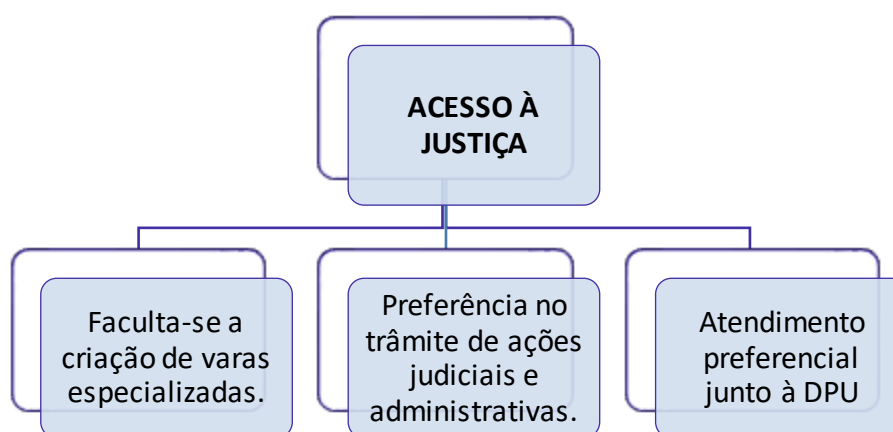 ACESSO À
JUSTIÇA
Faculta-se a
criação de varas
especializadas.
Preferência no
trâmite de ações
judiciais e
administrativas.
Atendimento
preferencial
junto à DPU